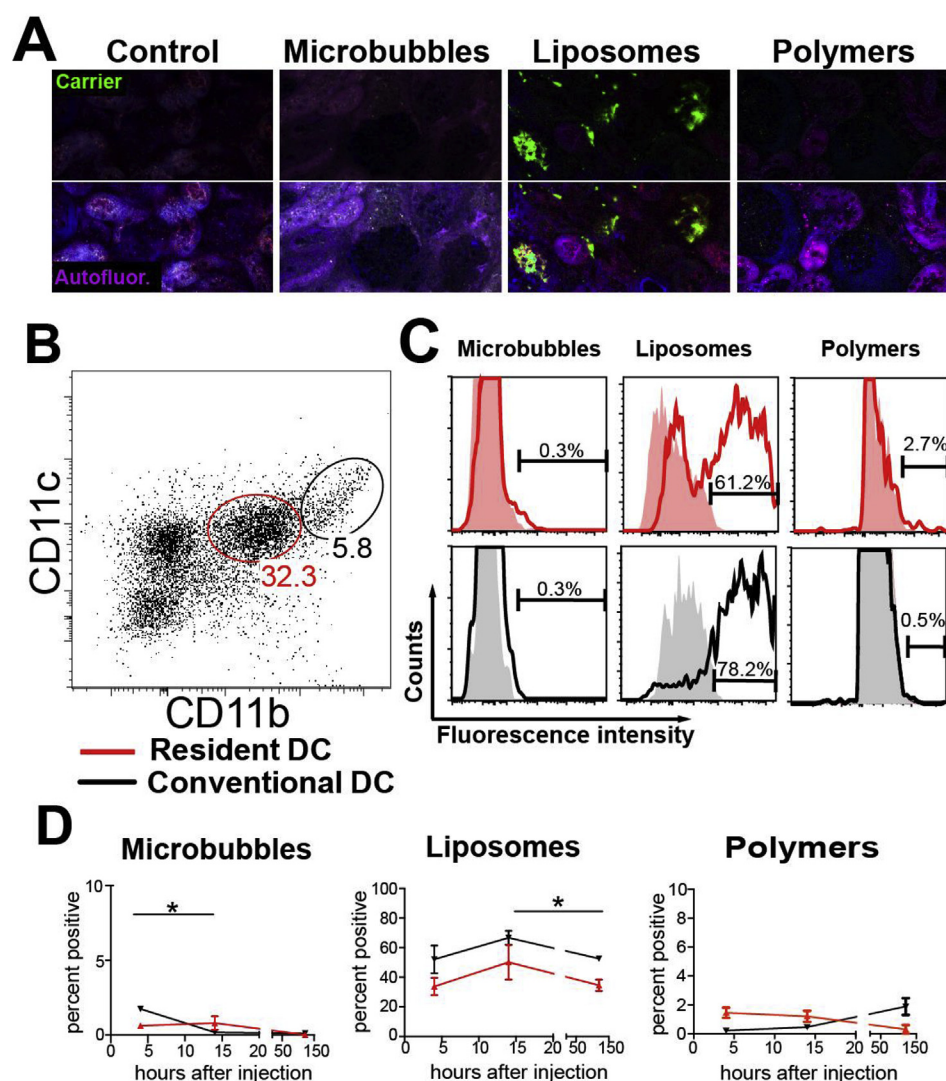 A
Control Microbubbles Liposomes Polymers
Carrier
Autofluor.
B
CD11c
5.8
32.3
CD11b
Resident DC
Conventional DC
C
Microbubbles Liposomes Polymers
0.3% 61.2% 2.7%
0.3% 78.2% 0.5%
Counts
Fluorescence intensity
D
Microbubbles Liposomes Polymers
percent positive
10
5
0
*
0 5 10 15 20 50 150
hours after injection
percent positive
100
80
60
40
20
0
*
0 5 10 15 20 50 150
hours after injection
percent positive
10
8
6
4
2
0
0 5 10 15 20 50 150
hours after injection